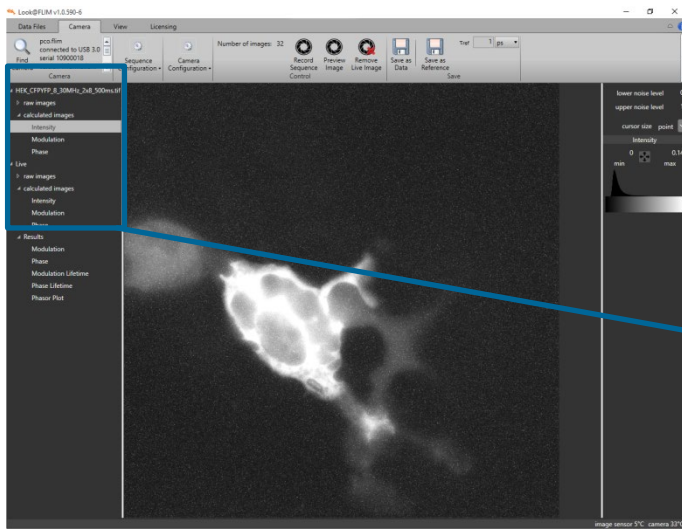 Look@FLIM v1.0.590-6
Data Files Camera View Licensing
pco.flim
connected to USB 3.0
serial 10900018
Find
Camera
Sequence
Configuration
Camera
Configuration
Number of images: 32
Record
Sequence
Preview
Image
Remove
Live Image
Control
Save as
Data
Save as
Reference
Save
Tref 1 ps
HEK_CFPYFP_8_30MHz_2x8_500ms.tif
raw images
calculated images
Intensity
Modulation
Phase
Live
raw images
calculated images
Intensity
Modulation
Phase
Results
Modulation
Phase
Modulation Lifetime
Phase Lifetime
Phasor Plot
lower noise level
upper noise level
cursor size point
Intensity
0 0.14
min max
image sensor 5°C camera 33°C